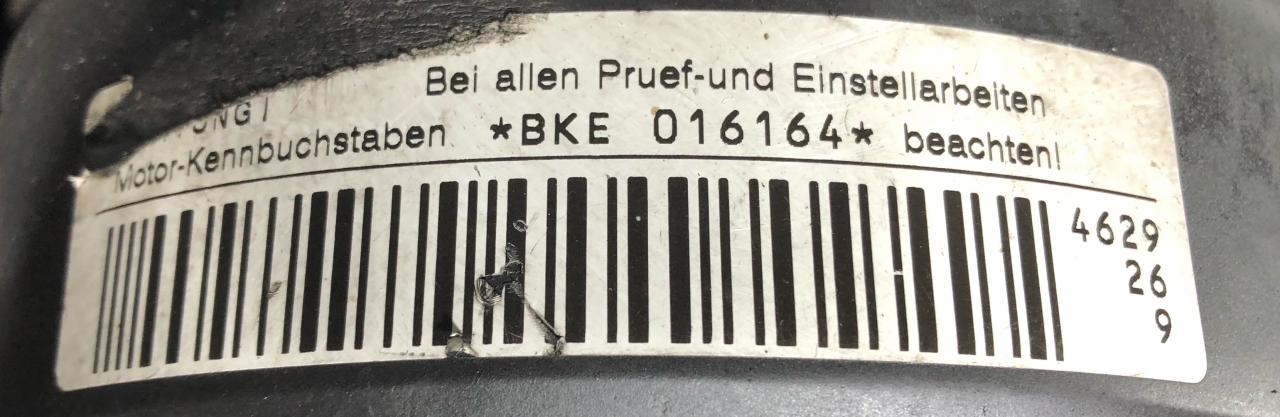 Bei allen Pruef-und Einstellarbeiten
Motor-Kennbuchstaben *BKE 016164* beachten!
4629
26
9